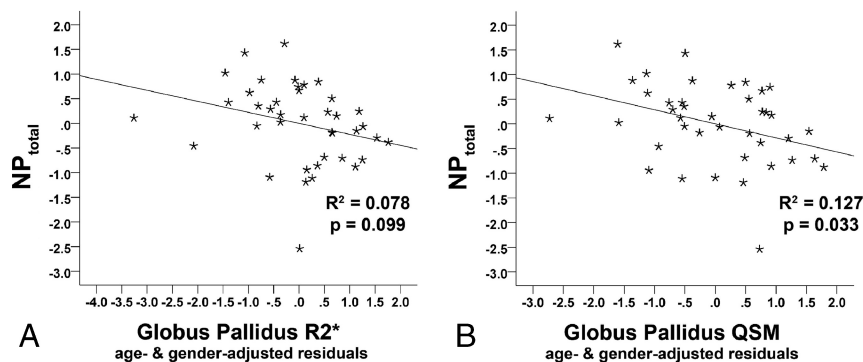 2.0
1.5
1.0
0.5
.0
-.5
-1.0
-1.5
-2.0
-2.5
-3.0
NPtotal
R² = 0.078
p = 0.099
-4.0 -3.5 -3.0 -2.5 -2.0 -1.5 -1.0 -0.5 .0 0.5 1.0 1.5 2.0
A
Globus Pallidus R2*
age- & gender-adjusted residuals
2.0
1.5
1.0
0.5
.0
-.5
-1.0
-1.5
-2.0
-2.5
-3.0
NPtotal
R² = 0.127
p = 0.033
-3.0 -2.5 -2.0 -1.5 -1.0 -.5 .0 0.5 1.0 1.5 2.0
B
Globus Pallidus QSM
age- & gender-adjusted residuals